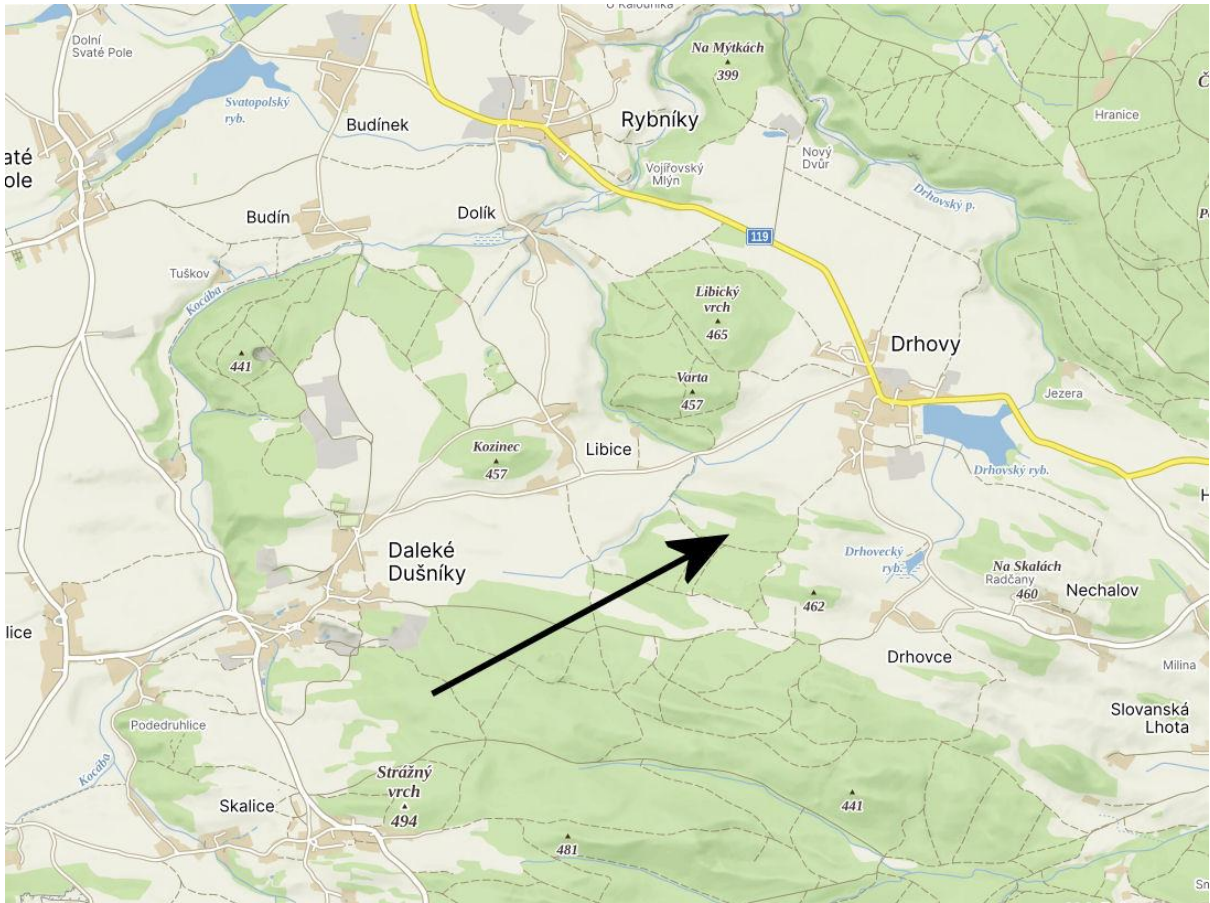 Dolní
Svaté Pole
Na Mýtkách
399
Hranice
Svatopolský
ryb.
Budínek
Rybníky
Nový
Dvůr
Vojířovský
Mlýn
Drhovský p.
Budín
Dolík
119
Tuškov
Kocába
Libický
vrch
465
441
Drhovy
Varta
457
Jezera
Kozinec
457
Libice
Drhovský ryb.
Daleké
Dušníky
Drhovecký
ryb.
Na Skalách
Radčany
460
Nechalov
462
Drhovce
Milina
Podedruhlice
Slovanská
Lhota
Kocába
Strážný
vrch
494
Skalice
441
481